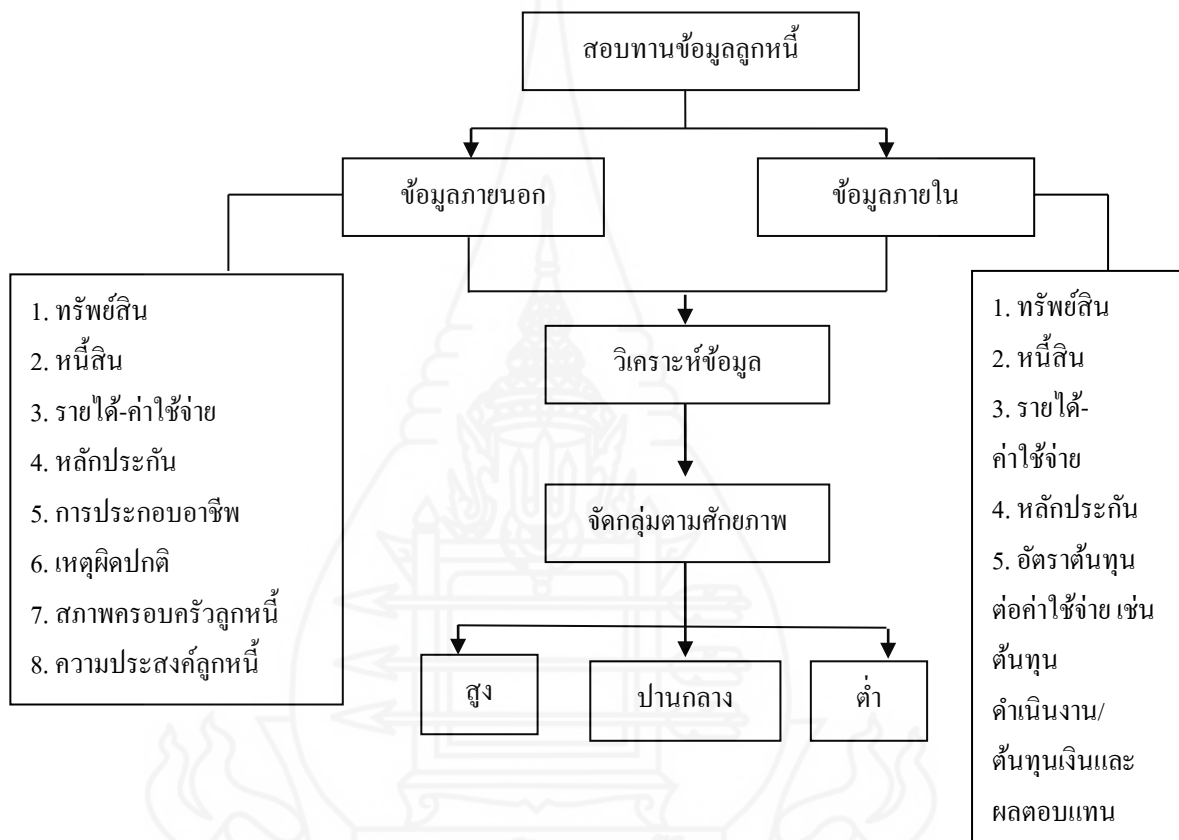 สอบทานข้อมูลลูกหนี้
ข้อมูลภายนอก
ข้อมูลภายใน
1. ทรัพย์สิน
2. หนี้สิน
3. รายได้-ค่าใช้จ่าย
4. หลักประกัน
5. การประกอบอาชีพ
6. เหตุผิดปกติ
7. สภาพครอบครัวลูกหนี้
8. ความประสงค์ลูกหนี้
1. ทรัพย์สิน
2. หนี้สิน
3. รายได้-
ค่าใช้จ่าย
4. หลักประกัน
5. อัตราต้นทุน
ต่อค่าใช้จ่าย เช่น
ต้นทุน
ดำเนินงาน/
ต้นทุนเงินและ
ผลตอบแทน
วิเคราะห์ข้อมูล
จัดกลุ่มตามศักยภาพ
สูง
ปานกลาง
ต่ำ